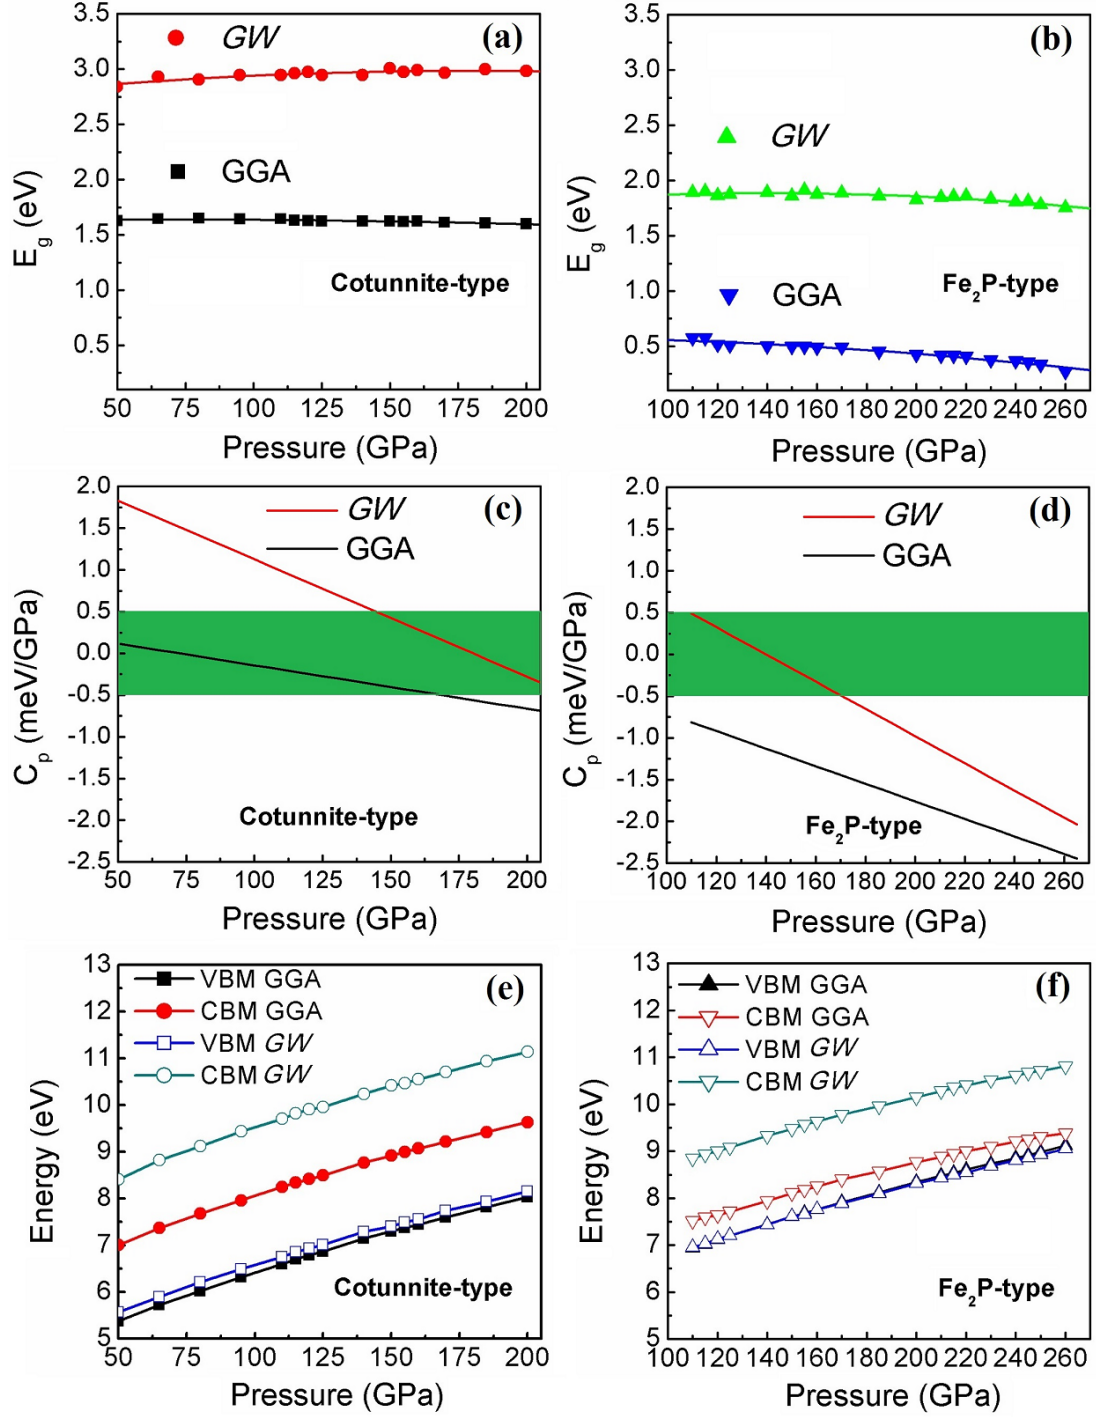 (a)
GW
GGA
Cotunnite-type
3.5
3.0
2.5
2.0
1.5
1.0
0.5
E_g (eV)
50 75 100 125 150 175 200
Pressure (GPa)
(b)
GW
GGA
Fe₂P-type
3.5
3.0
2.5
2.0
1.5
1.0
0.5
E_g (eV)
100 120 140 160 180 200 220 240 260
Pressure (GPa)
(c)
GW
GGA
Cotunnite-type
2.0
1.5
1.0
0.5
0.0
-0.5
-1.0
-1.5
-2.0
-2.5
C_p (meV/GPa)
50 75 100 125 150 175 200
Pressure (GPa)
(d)
GW
GGA
Fe₂P-type
2.0
1.5
1.0
0.5
0.0
-0.5
-1.0
-1.5
-2.0
-2.5
C_p (meV/GPa)
100 120 140 160 180 200 220 240 260
Pressure (GPa)
(e)
VBM GGA
CBM GGA
VBM GW
CBM GW
Cotunnite-type
13
12
11
10
9
8
7
6
5
Energy (eV)
50 75 100 125 150 175 200
Pressure (GPa)
(f)
VBM GGA
CBM GGA
VBM GW
CBM GW
Fe₂P-type
13
12
11
10
9
8
7
6
5
Energy (eV)
100 120 140 160 180 200 220 240 260
Pressure (GPa)